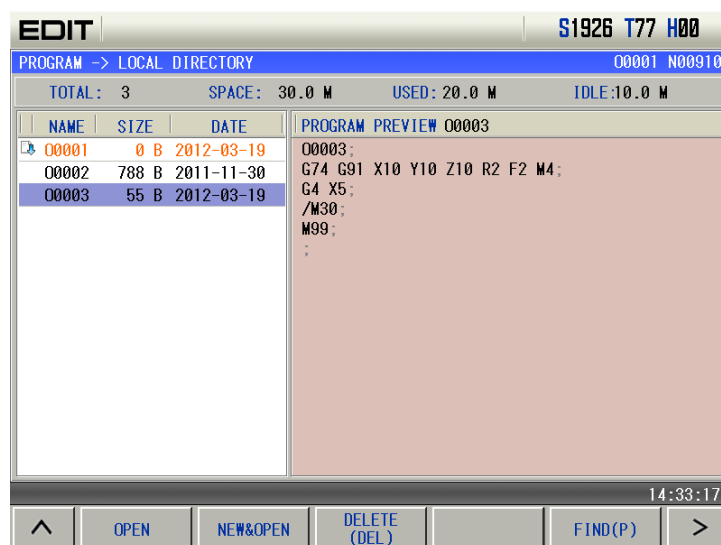 EDIT S1926 T77 H00
PROGRAM -> LOCAL DIRECTORY O0001 N00910
TOTAL: 3 SPACE: 30.0 M USED: 20.0 M IDLE:10.0 M
NAME SIZE DATE PROGRAM PREVIEW O0003
O0001 0 B 2012-03-19
O0002 788 B 2011-11-30
O0003 55 B 2012-03-19
O0003;
G74 G91 X10 Y10 Z10 R2 F2 M4;
G4 X5;
/M30;
M99;
;
14:33:17
^ OPEN NEW&OPEN DELETE (DEL) FIND(P) >